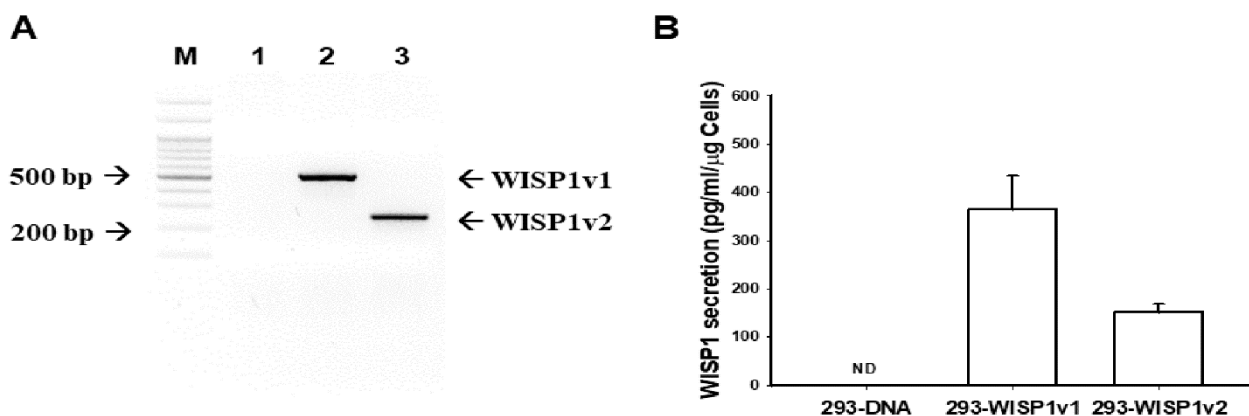 A
M 1 2 3
500 bp →
← WISP1v1
200 bp →
← WISP1v2
B
WISP1 secretion (pg/ml/μg Cells)
600
500
400
300
200
100
0
ND
293-DNA 293-WISP1v1 293-WISP1v2